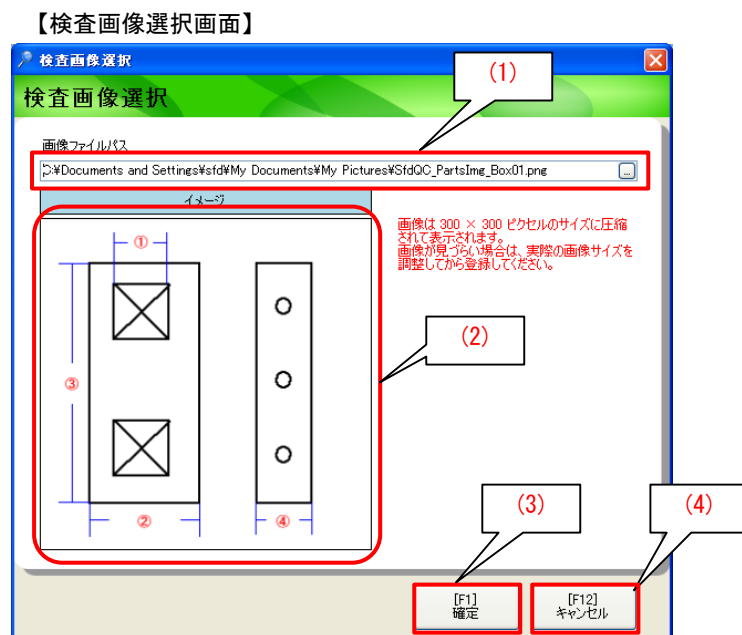 【検査画像選択画面】
検査画像選択
(1)
検査画像選択
画像ファイルパス
C:¥Documents and Settings¥sfd¥My Documents¥My Pictures¥SfdQC_PartsImg_Box01.png
...
イメージ
画像は 300 × 300 ピクセルのサイズに圧縮
されて表示されます。
画像が見づらい場合は、実際の画像サイズを
調整してから登録してください。
①
(2)
③
②
④
(3)
(4)
[F1]
確定
[F12]
キャンセル